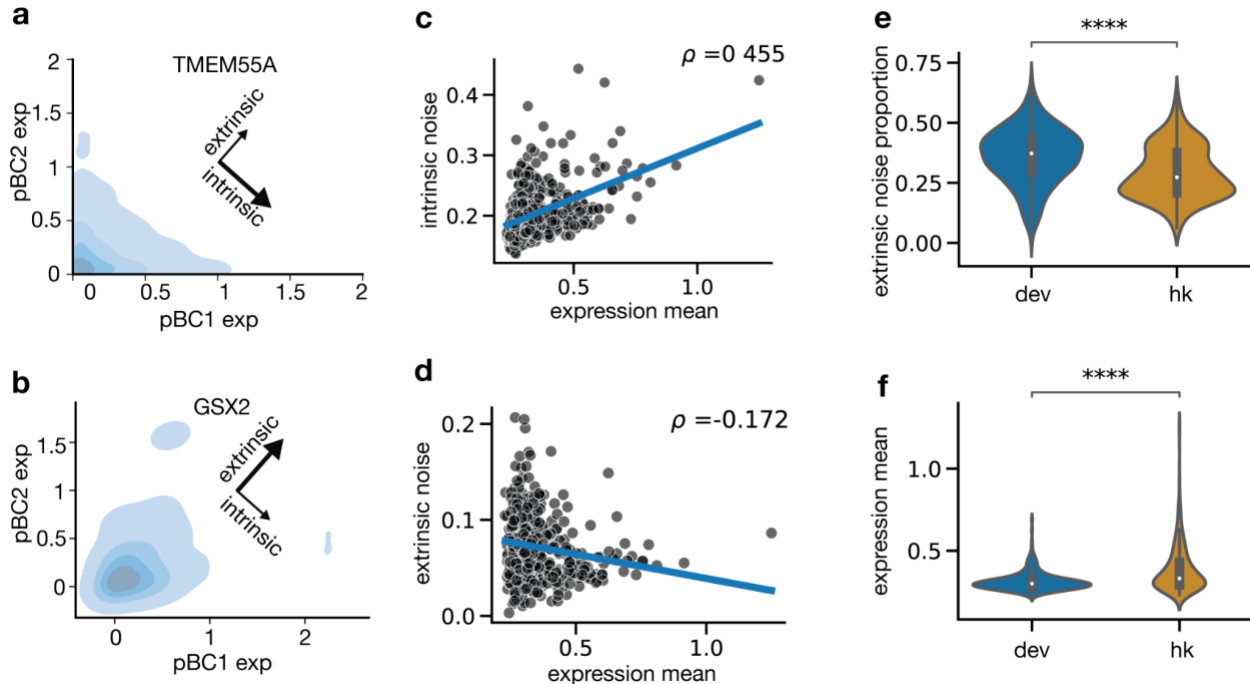 a
TMEM55A
pBC2 exp
2
1.5
1
0.5
0
extrinsic
intrinsic
0
0.5
1
1.5
2
pBC1 exp
b
GSX2
pBC2 exp
1.5
1
0.5
0
extrinsic
intrinsic
0
1
2
pBC1 exp
c
ρ =0 455
intrinsic noise
0.4
0.3
0.2
0.5
1.0
expression mean
d
ρ =-0.172
extrinsic noise
0.2
0.1
0.0
0.5
1.0
expression mean
e
****
extrinsic noise proportion
0.75
0.50
0.25
0.00
dev
hk
f
****
expression mean
1.0
0.5
dev
hk